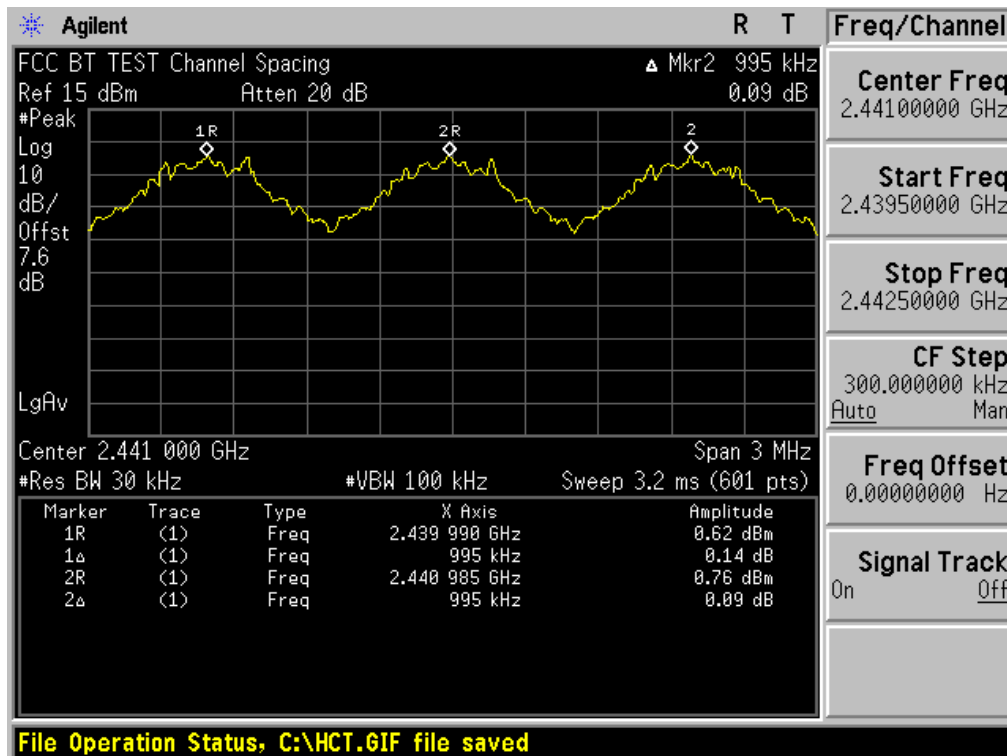 Agilent R T
FCC BT TEST Channel Spacing
Δ Mkr2 995 kHz
Ref 15 dBm Atten 20 dB 0.09 dB
#Peak
Log
10
dB/
Offst
7.6
dB
LgAv
1R 2R 2
Center 2.441 000 GHz Span 3 MHz
#Res BW 30 kHz #VBW 100 kHz Sweep 3.2 ms (601 pts)
Marker Trace Type X Axis Amplitude
1R (1) Freq 2.439 990 GHz 0.62 dBm
1Δ (1) Freq 995 kHz 0.14 dB
2R (1) Freq 2.440 985 GHz 0.76 dBm
2Δ (1) Freq 995 kHz 0.09 dB
Freq/Channel
Center Freq
2.44100000 GHz
Start Freq
2.43950000 GHz
Stop Freq
2.44250000 GHz
CF Step
300.000000 kHz
Auto Man
Freq Offset
0.00000000 Hz
Signal Track
On Off
File Operation Status, C:\HCT.GIF file saved